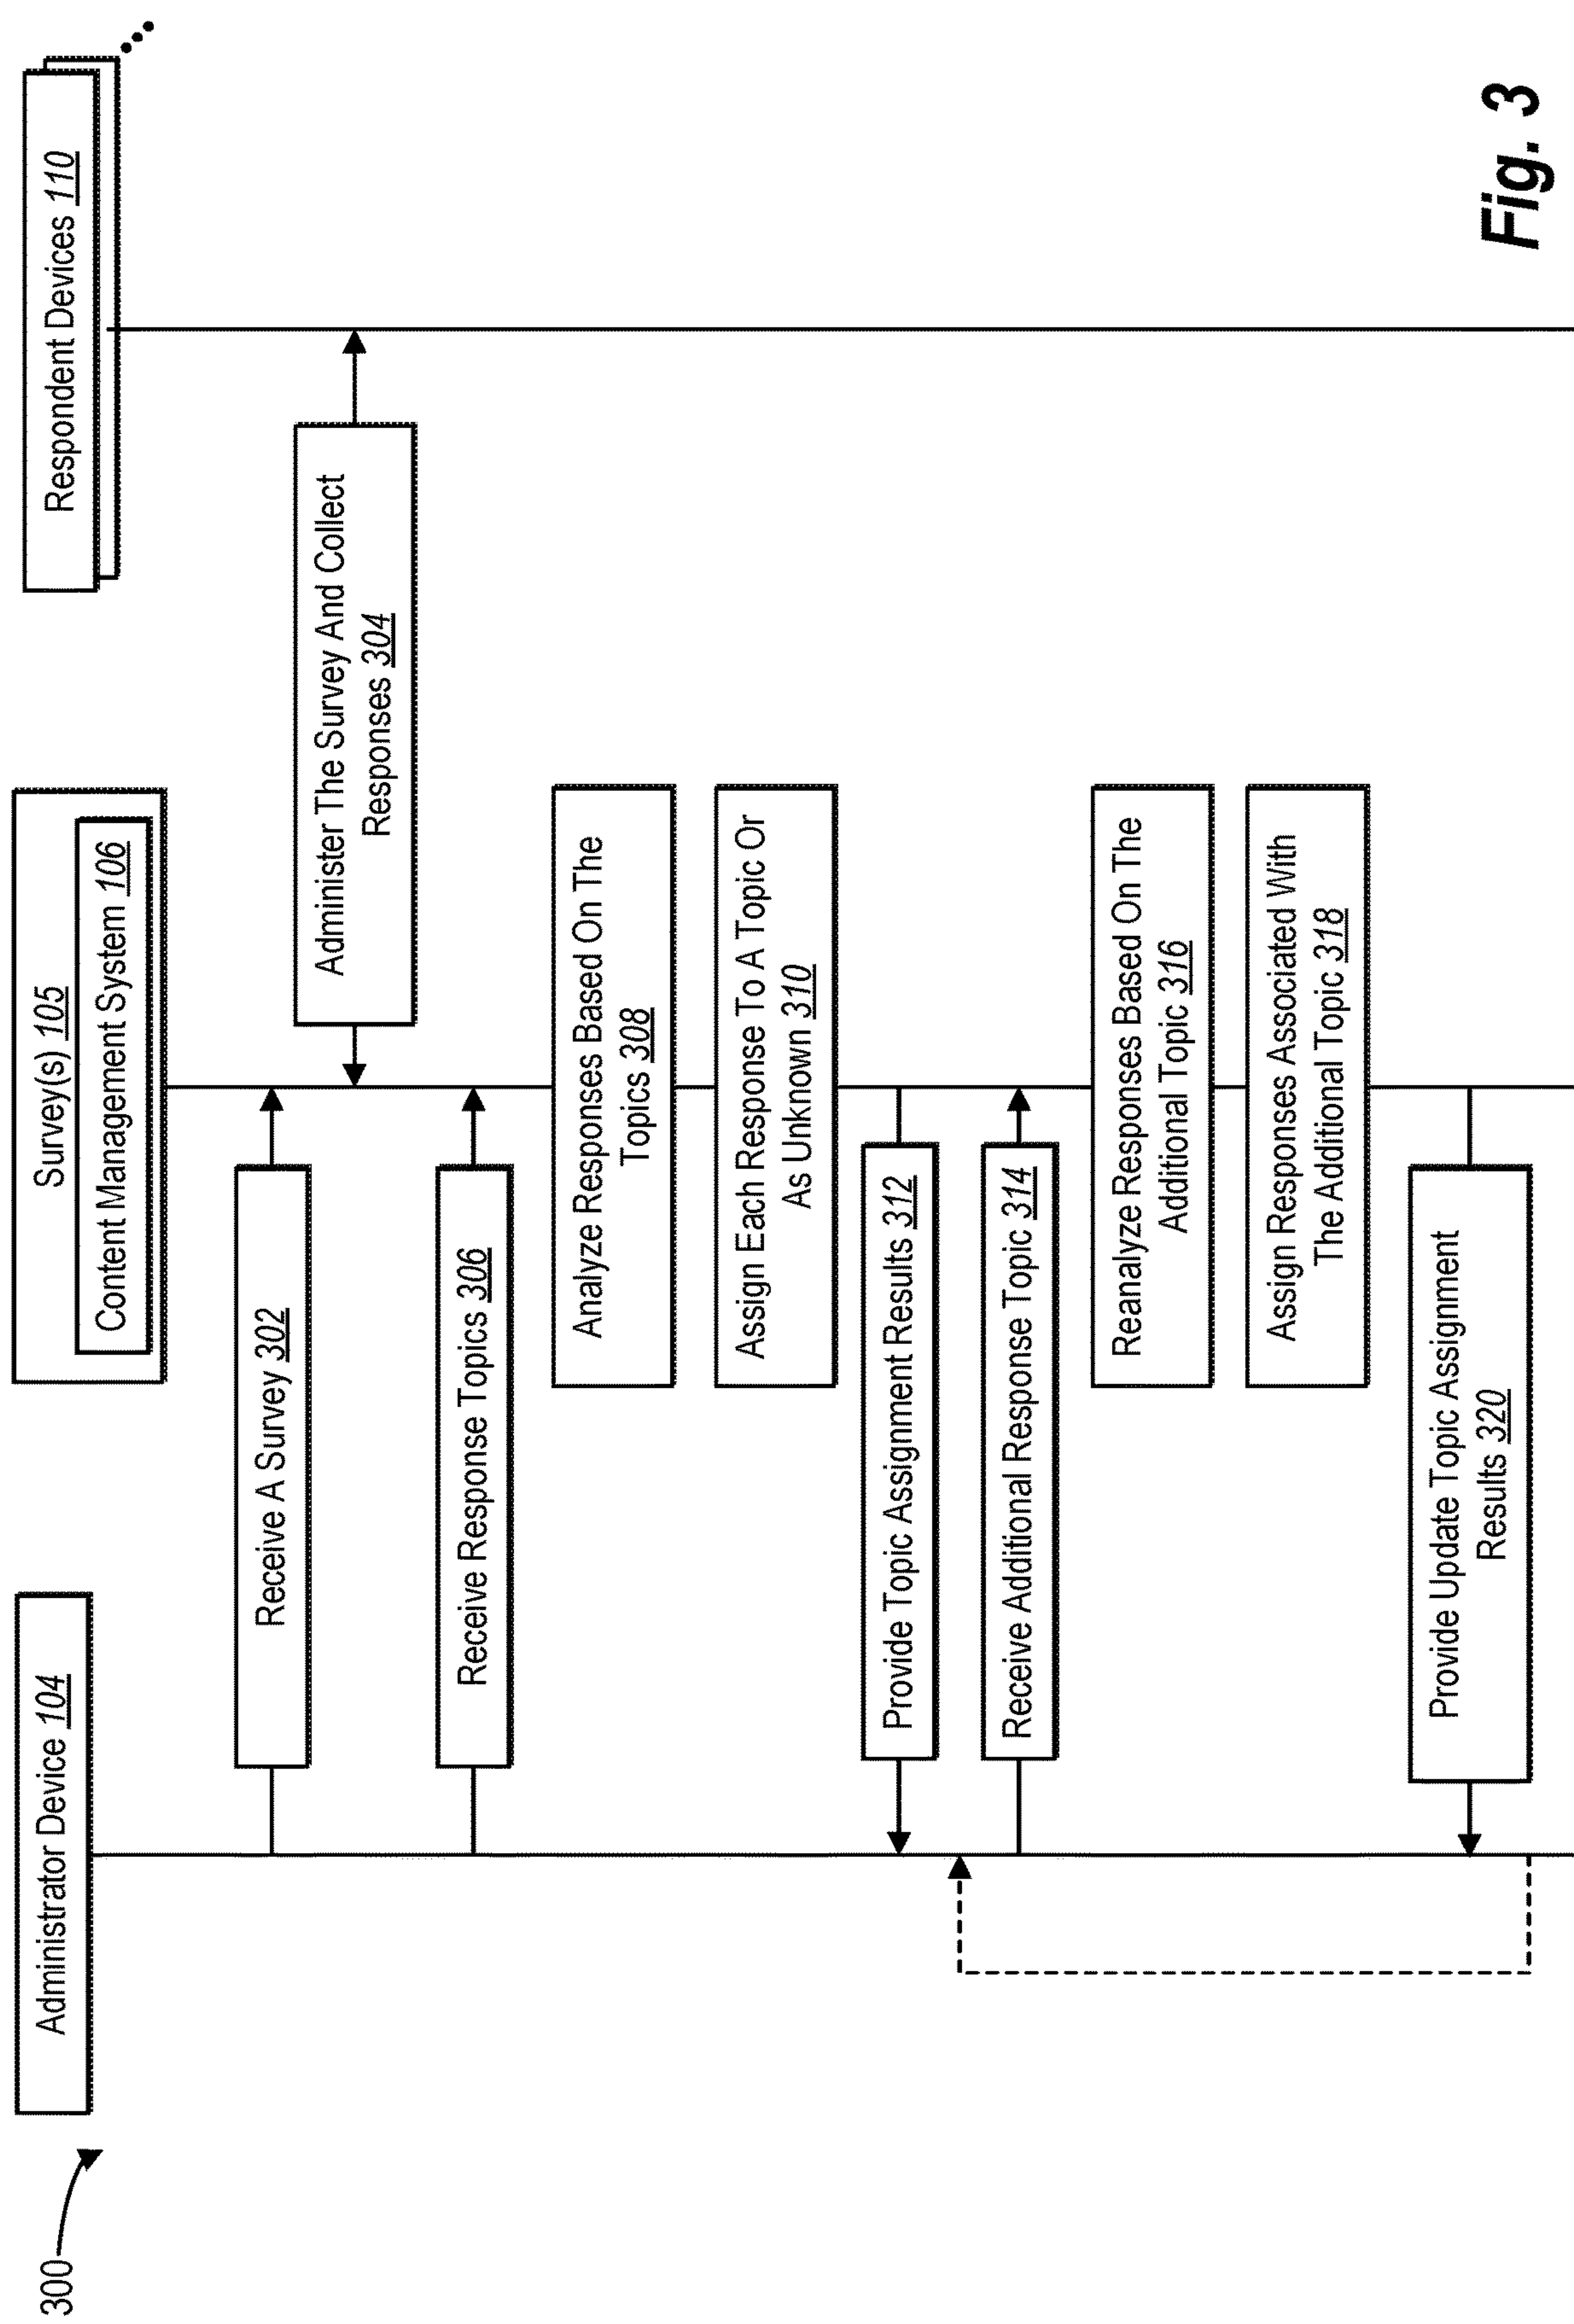 300
Administrator Device 104
Survey(s) 105
Content Management System 106
Respondent Devices 110
Receive A Survey 302
Administer The Survey And Collect
Responses 304
Receive Response Topics 306
Analyze Responses Based On The
Topics 308
Assign Each Response To A Topic Or
As Unknown 310
Provide Topic Assignment Results 312
Receive Additional Response Topic 314
Reanalyze Responses Based On The
Additional Topic 316
Assign Responses Associated With
The Additional Topic 318
Provide Update Topic Assignment
Results 320
Fig. 3